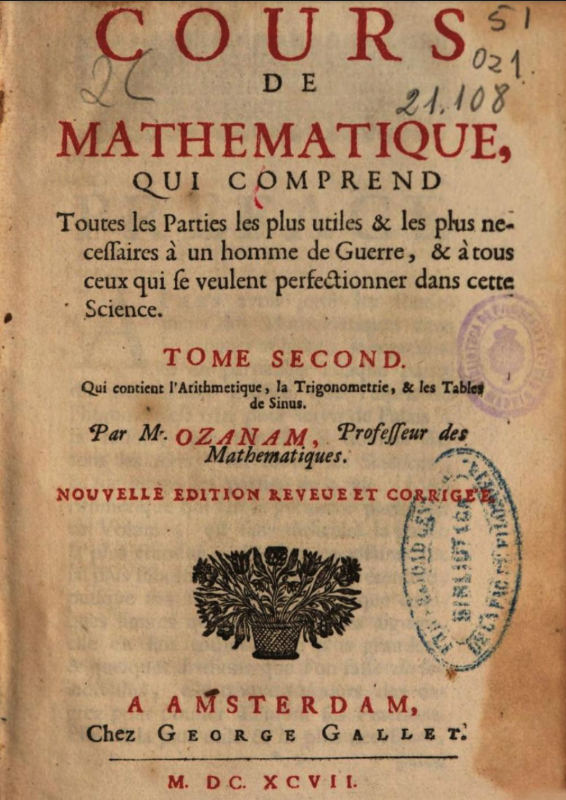 COURS
51
021.
21.108
DE
MATHEMATIQUE,
QUI COMPREND
Toutes les Parties les plus utiles & les plus ne-
ceſſaires à un homme de Guerre, & à tous
ceux qui ſe veulent perfectionner dans cette
Science.
TOME SECOND.
Qui contient l'Arithmetique, la Trigonometrie, & les Tables
de Sinus.
Par Mr. OZANAM, Profeſſeur des
Mathematiques.
NOUVELLE EDITION REVEUE ET CORRIGÉE.
BIBLIOTECA
A AMSTERDAM,
Chez GEORGE GALLET.
M. DC. XCVII.